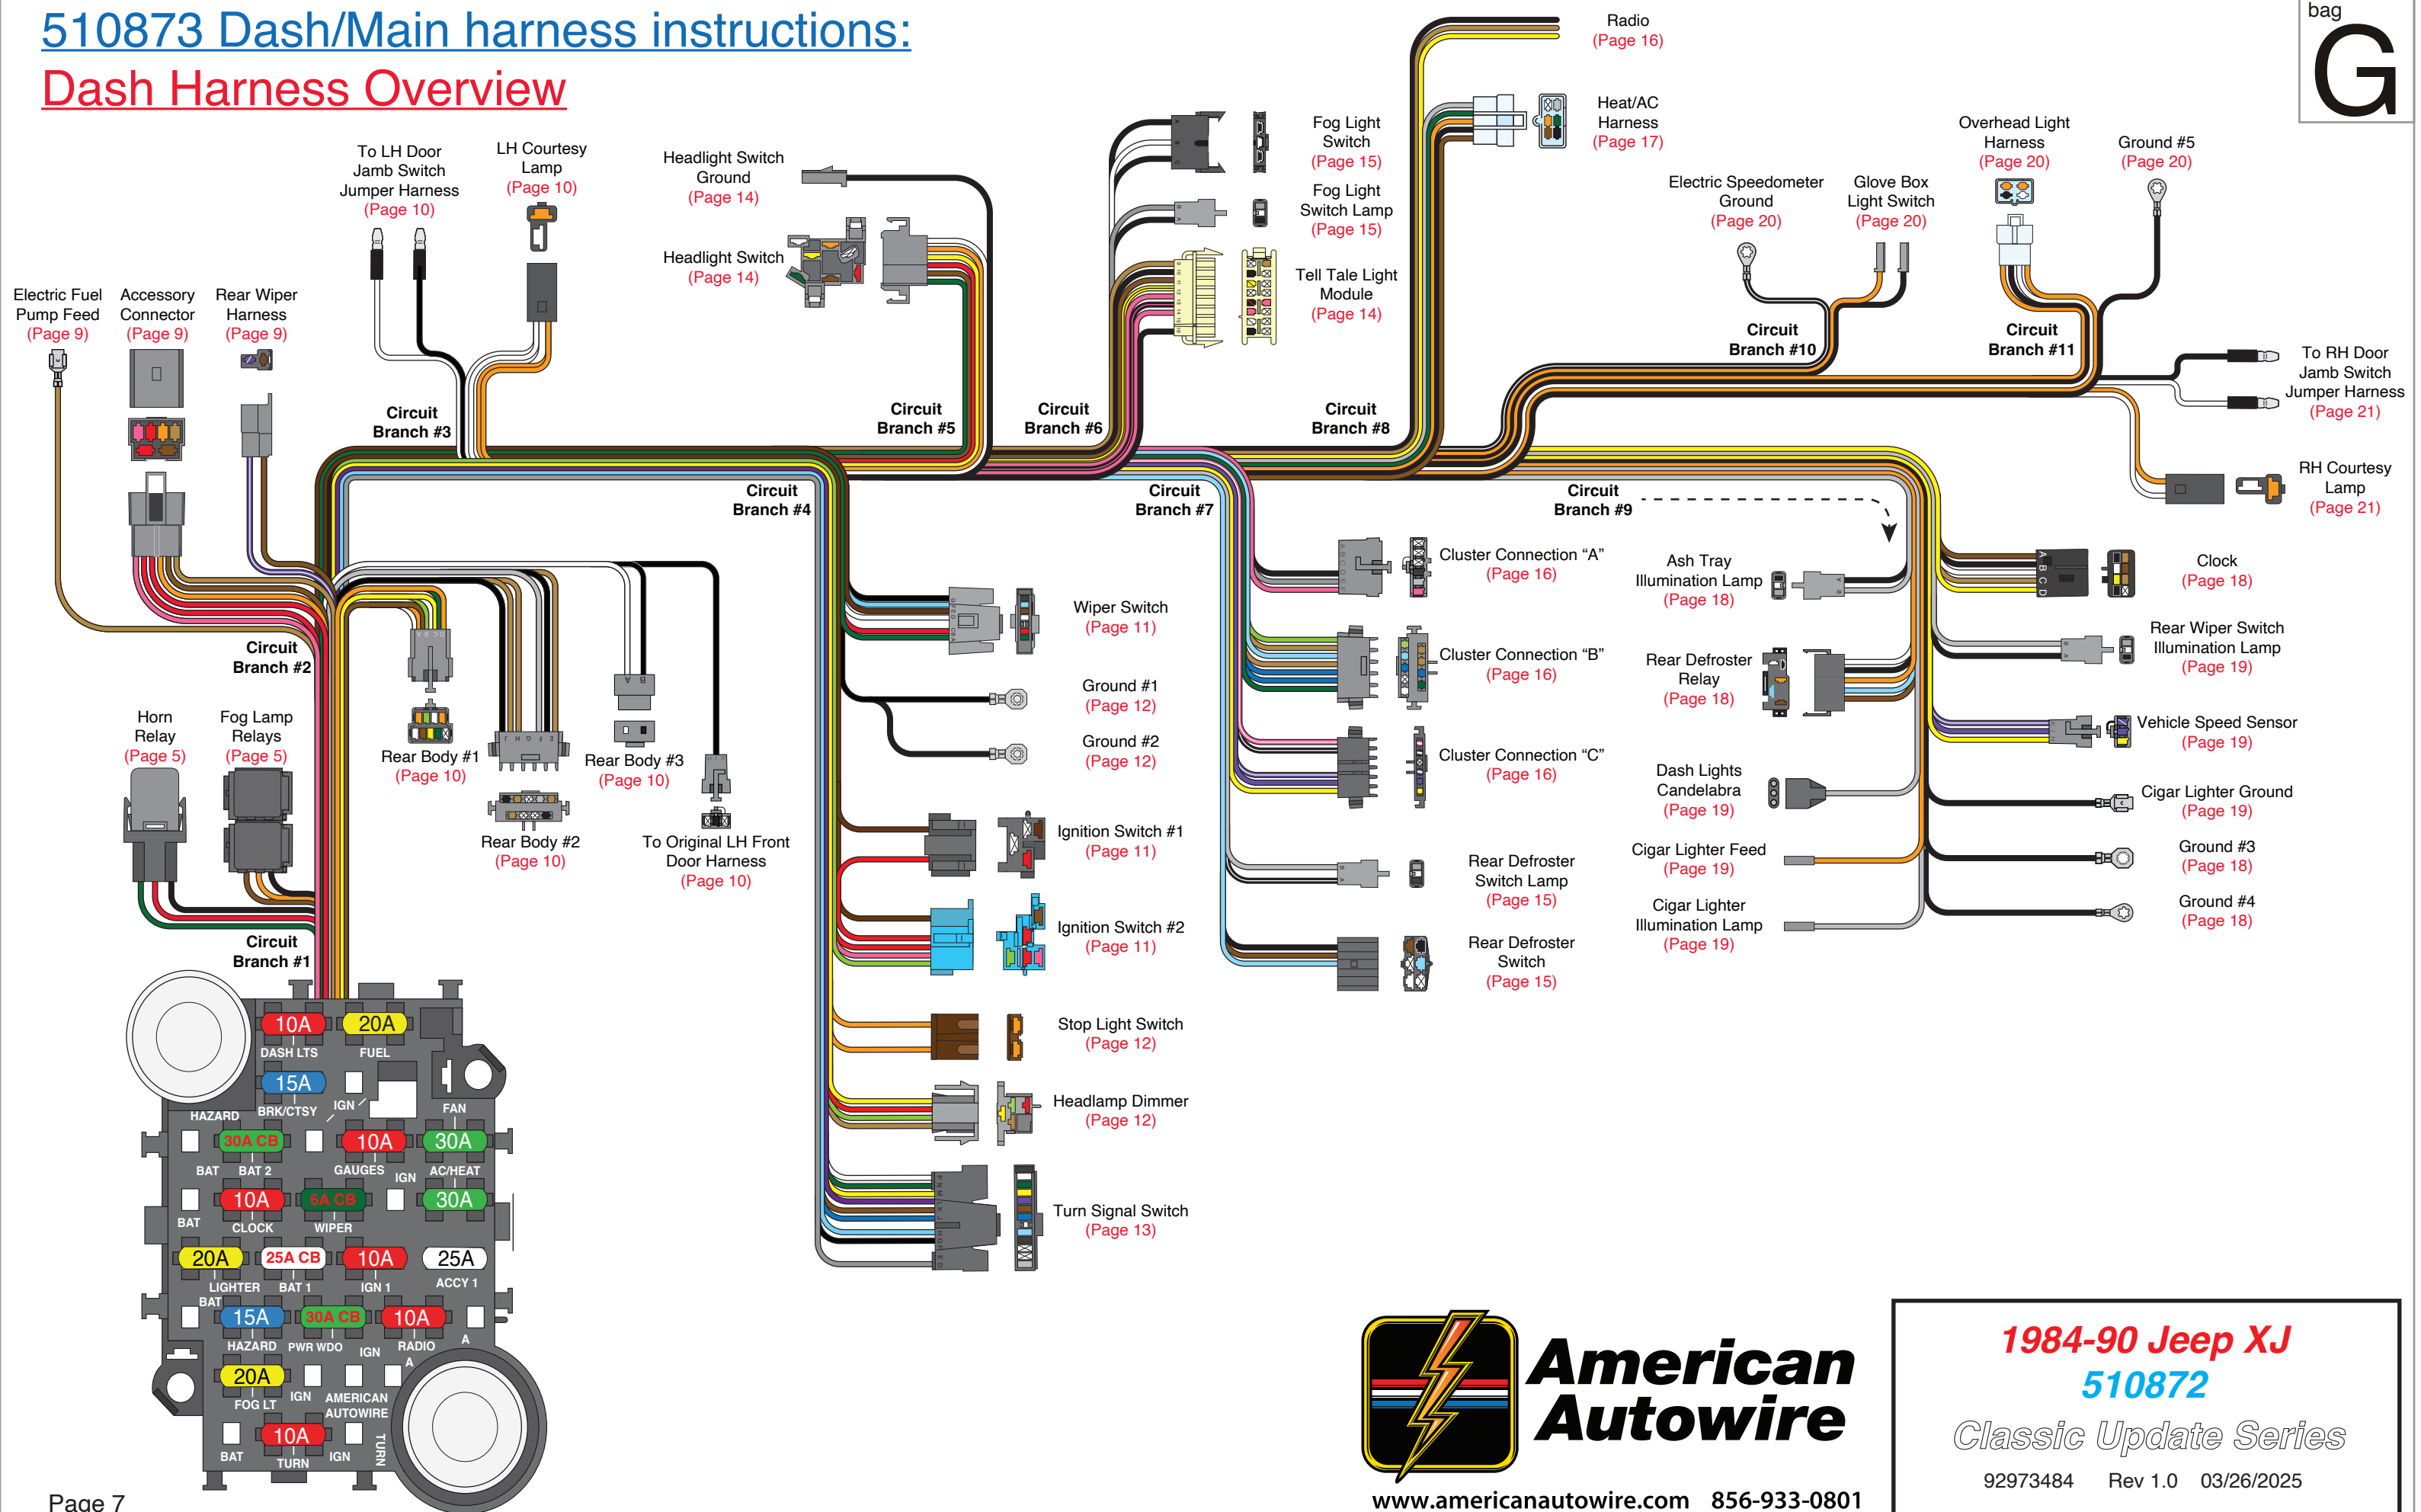 510873 Dash/Main harness instructions:
Dash Harness Overview
bag
G
Radio
(Page 16)
Heat/AC
Harness
(Page 17)
Fog Light
Switch
(Page 15)
Fog Light
Switch Lamp
(Page 15)
Tell Tale Light
Module
(Page 14)
Headlight Switch
Ground
(Page 14)
Headlight Switch
(Page 14)
To LH Door
Jamb Switch
Jumper Harness
(Page 10)
LH Courtesy
Lamp
(Page 10)
Electric Fuel
Pump Feed
(Page 9)
Accessory
Connector
(Page 9)
Rear Wiper
Harness
(Page 9)
Electric Speedometer
Ground
(Page 20)
Glove Box
Light Switch
(Page 20)
Overhead Light
Harness
(Page 20)
Ground #5
(Page 20)
To RH Door
Jamb Switch
Jumper Harness
(Page 21)
RH Courtesy
Lamp
(Page 21)
Circuit
Branch #3
Circuit
Branch #5
Circuit
Branch #6
Circuit
Branch #8
Circuit
Branch #10
Circuit
Branch #11
Circuit
Branch #4
Circuit
Branch #7
Circuit
Branch #9
Circuit
Branch #2
Circuit
Branch #1
Horn
Relay
(Page 5)
Fog Lamp
Relays
(Page 5)
Rear Body #1
(Page 10)
Rear Body #2
(Page 10)
Rear Body #3
(Page 10)
To Original LH Front
Door Harness
(Page 10)
Wiper Switch
(Page 11)
Ground #1
(Page 12)
Ground #2
(Page 12)
Ignition Switch #1
(Page 11)
Ignition Switch #2
(Page 11)
Stop Light Switch
(Page 12)
Headlamp Dimmer
(Page 12)
Turn Signal Switch
(Page 13)
Cluster Connection “A”
(Page 16)
Cluster Connection “B”
(Page 16)
Cluster Connection “C”
(Page 16)
Rear Defroster
Switch Lamp
(Page 15)
Rear Defroster
Switch
(Page 15)
Ash Tray
Illumination Lamp
(Page 18)
Rear Defroster
Relay
(Page 18)
Dash Lights
Candelabra
(Page 19)
Cigar Lighter Feed
(Page 19)
Cigar Lighter
Illumination Lamp
(Page 19)
Clock
(Page 18)
Rear Wiper Switch
Illumination Lamp
(Page 19)
Vehicle Speed Sensor
(Page 19)
Cigar Lighter Ground
(Page 19)
Ground #3
(Page 18)
Ground #4
(Page 18)
10A
20A
DASH LTS
FUEL
15A
HAZARD
BRK/CTSY
IGN
FAN
30A CB
10A
30A
BAT
BAT 2
GAUGES
IGN
AC/HEAT
10A
6A CB
30A
BAT
CLOCK
WIPER
20A
25A CB
10A
25A
LIGHTER
BAT 1
IGN 1
ACCY 1
BAT
15A
30A CB
10A
HAZARD
PWR WDO
IGN
RADIO
A
A
20A
FOG LT
IGN
AMERICAN
AUTOWIRE
10A
BAT
TURN
IGN
TURN
Page 7
American
Autowire
www.americanautowire.com 856-933-0801
1984-90 Jeep XJ
510872
Classic Update Series
92973484 Rev 1.0 03/26/2025